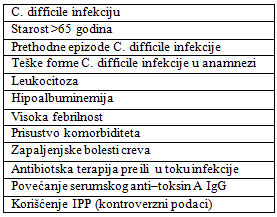 C. difficile infekciju
Starost >65 godina
Prethodne epizode C. difficile infekcije
Teške forme C. difficile infekcije u anamnezi
Leukocitoza
Hipoalbuminemija
Visoka febrilnost
Prisustvo komorbiditeta
Zapaljenjske bolesti creva
Antibiotska terapija pre ili u toku infekcije
Povećanje serumskog anti–toksin A IgG
Korišćenje IPP (kontroverzni podaci)